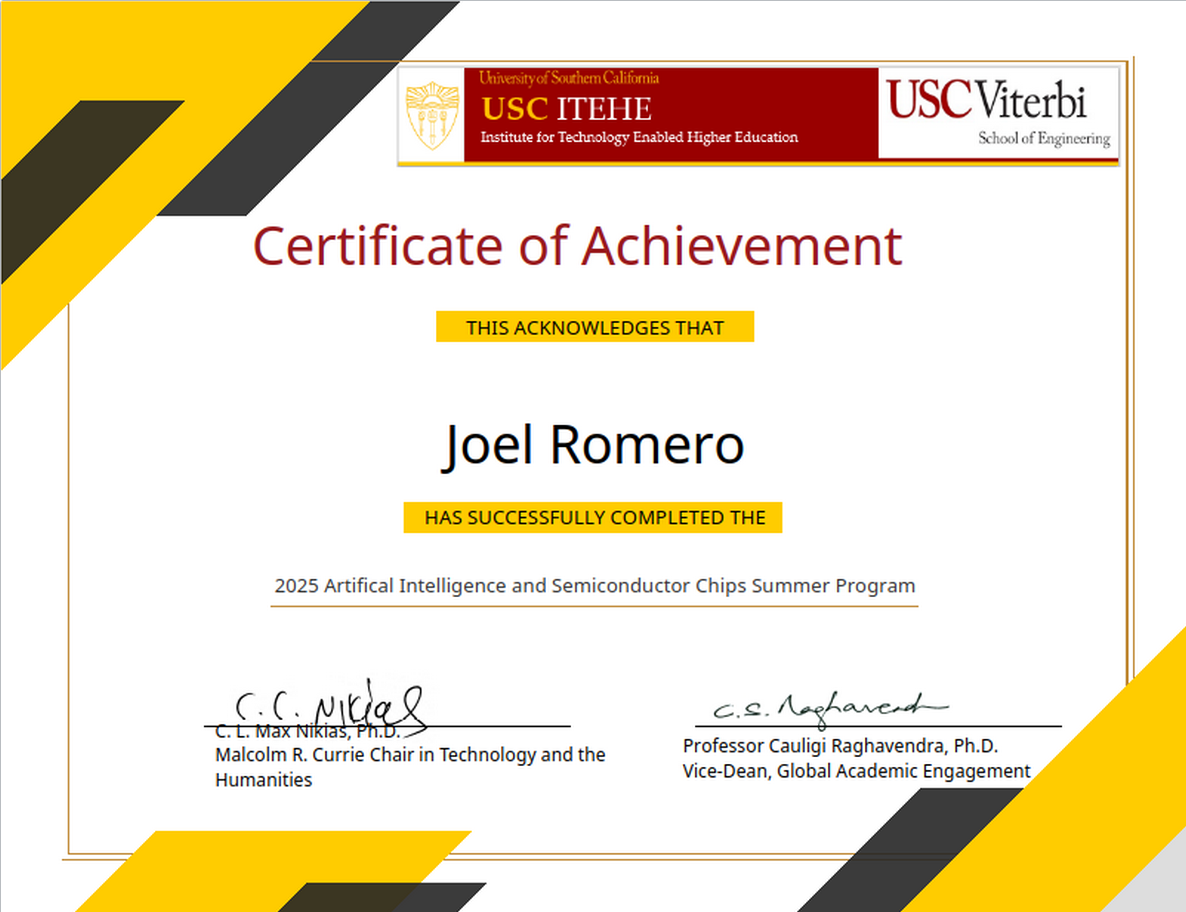 University of Southern California
USC ITEHE
Institute for Technology Enabled Higher Education
USC Viterbi
School of Engineering
Certificate of Achievement
THIS ACKNOWLEDGES THAT
Joel Romero
HAS SUCCESSFULLY COMPLETED THE
2025 Artifical Intelligence and Semiconductor Chips Summer Program
C. C. Nikias
C. L. Max Nikias, Ph.D.
Malcolm R. Currie Chair in Technology and the
Humanities
C. S. Raghavendra
Professor Cauligi Raghavendra, Ph.D.
Vice-Dean, Global Academic Engagement